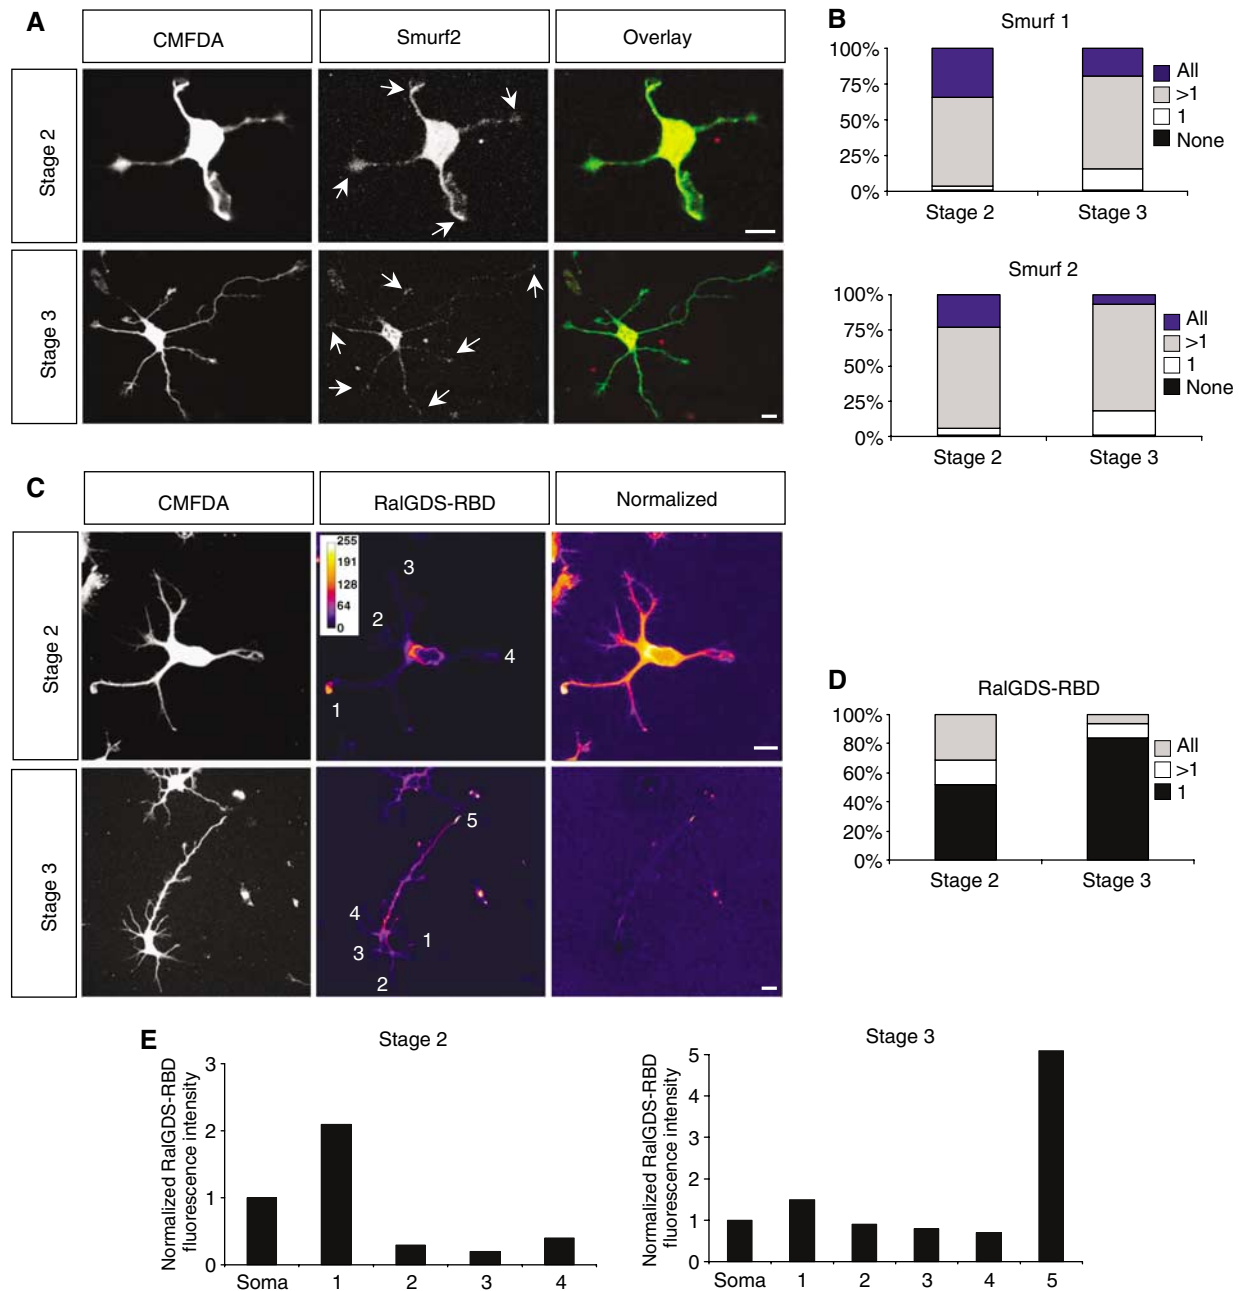 A
CMFDA
Smurf2
Overlay
Stage 2
Stage 3
B
Smurf 1
100%
75%
50%
25%
0%
Stage 2
Stage 3
All
>1
1
None
Smurf 2
100%
75%
50%
25%
0%
Stage 2
Stage 3
All
>1
1
None
C
CMFDA
RalGDS-RBD
Normalized
Stage 2
255
191
128
64
0
3
2
4
1
Stage 3
5
4
1
3
2
D
RalGDS-RBD
100%
80%
60%
40%
20%
0%
Stage 2
Stage 3
All
>1
1
E
Stage 2
Normalized RalGDS-RBD
fluorescence intensity
3
2
1
0
Soma 1 2 3 4
Stage 3
Normalized RalGDS-RBD
fluorescence intensity
5
4
3
2
1
0
Soma 1 2 3 4 5